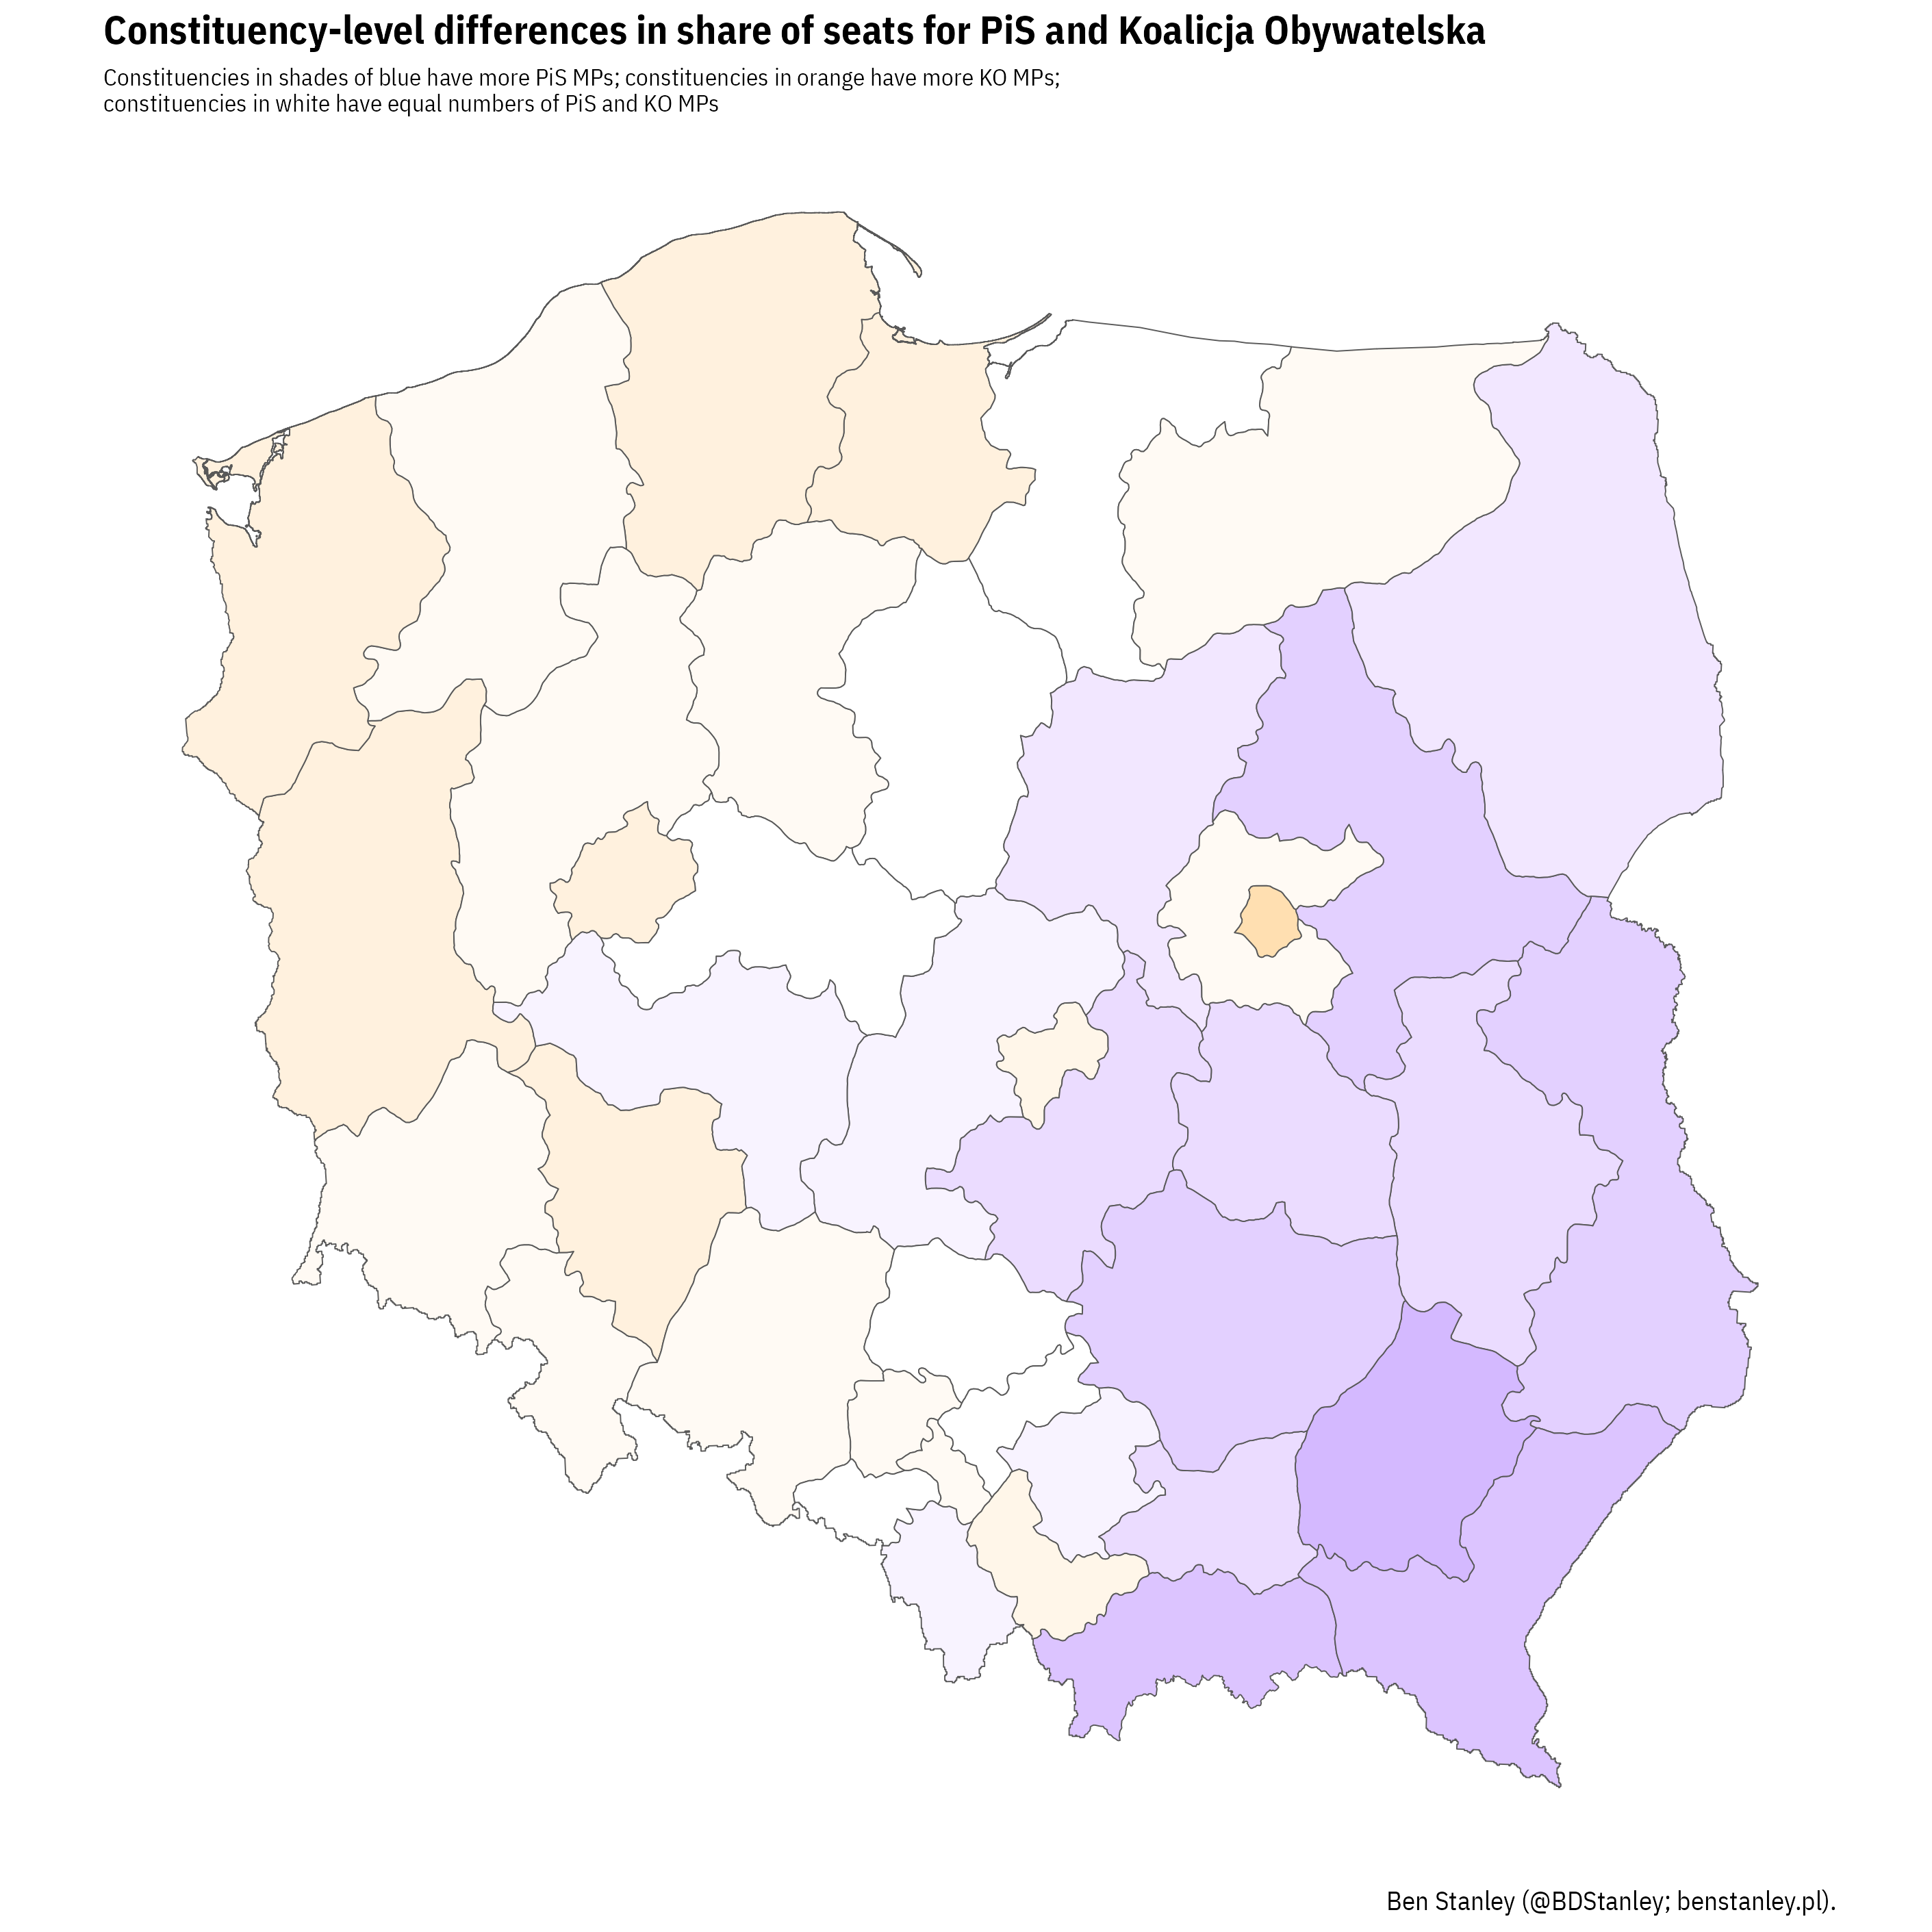 Constituency-level differences in share of seats for PiS and Koalicja Obywatelska
Constituencies in shades of blue have more PiS MPs; constituencies in orange have more KO MPs;
constituencies in white have equal numbers of PiS and KO MPs
Ben Stanley (@BDStanley; benstanley.pl).